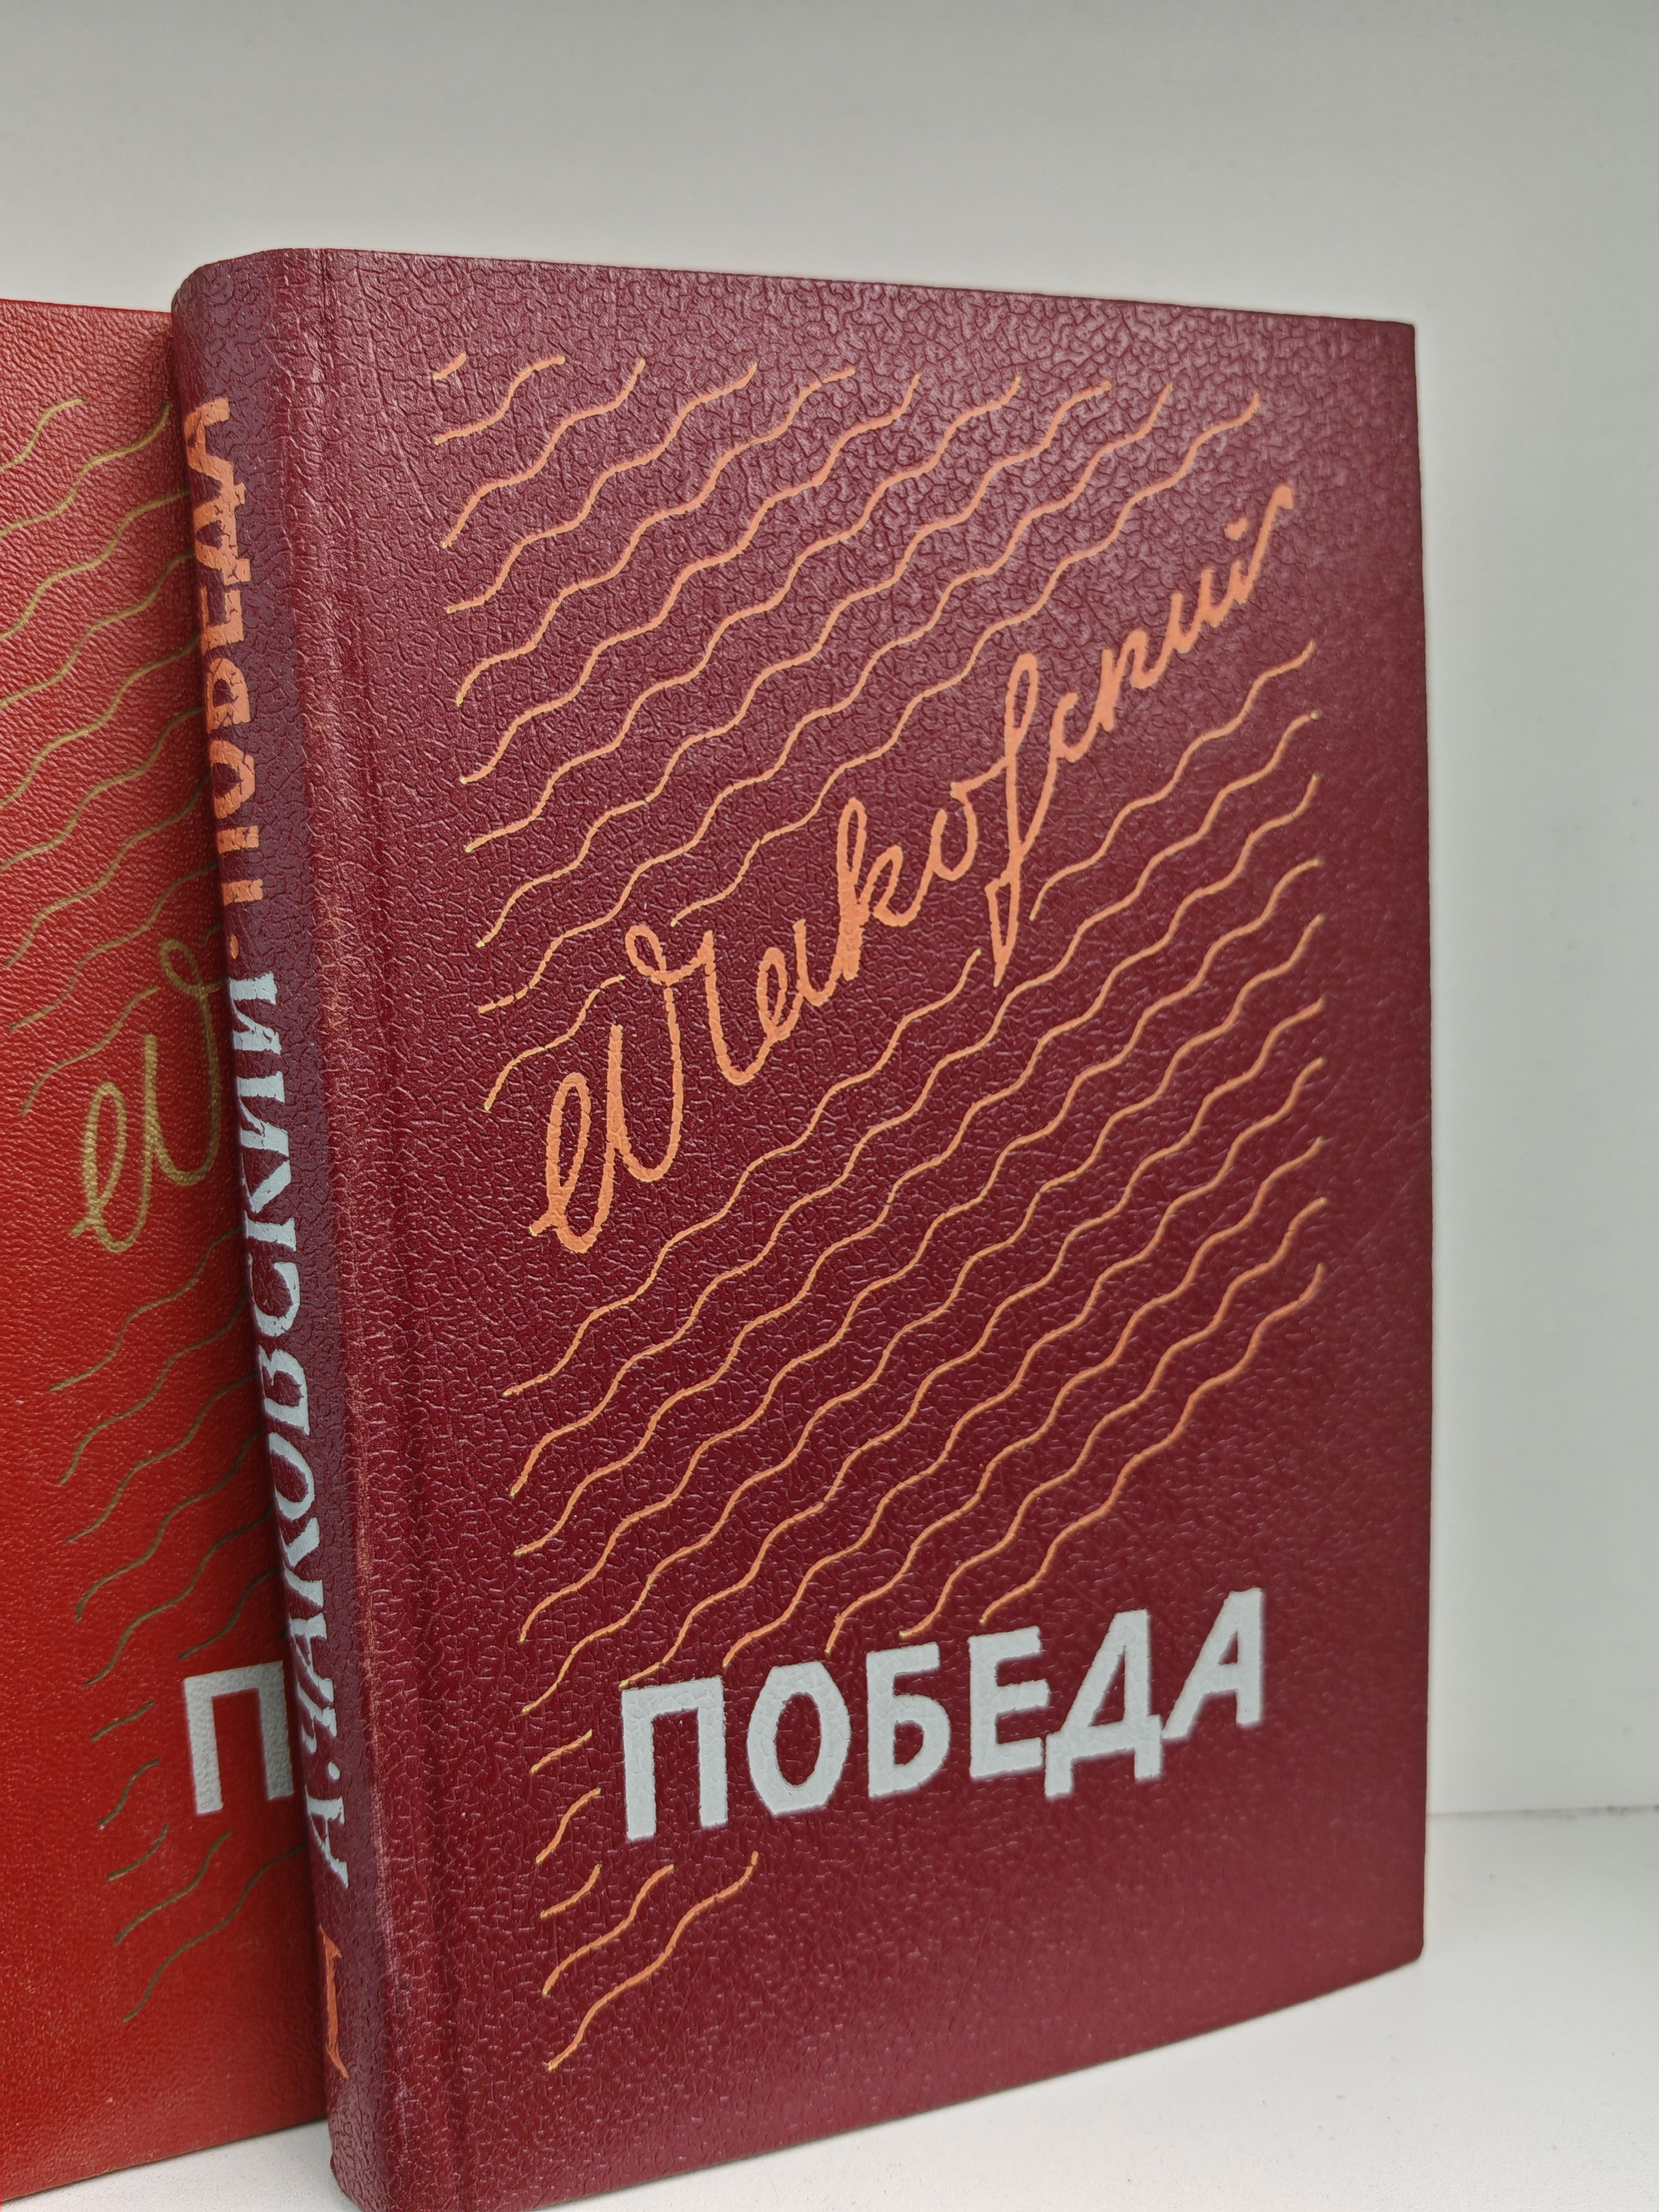 А. ЧАКОВСКИЙ · ПОБЕДА
I
А Чаковский
ПОБЕДА
П